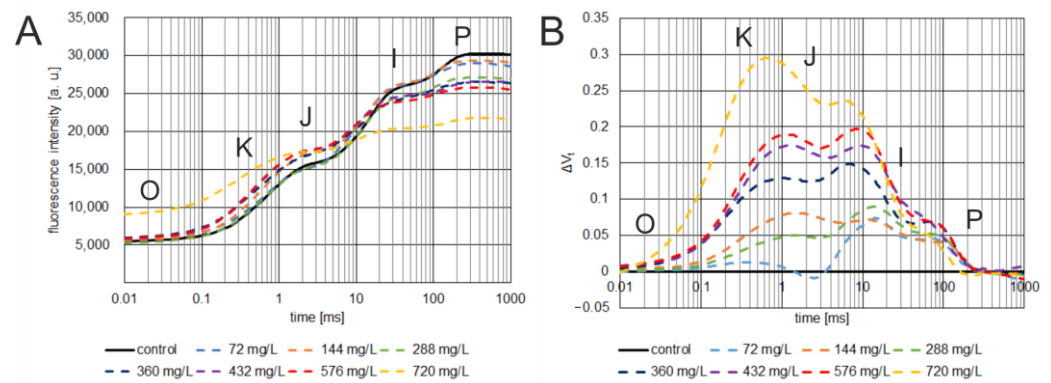 A
35,000
30,000
25,000
20,000
15,000
10,000
5,000
fluorescence intensity [a. u.]
O
K
J
I
P
0.01 0.1 1 10 100 1000
time [ms]
control 72 mg/L 144 mg/L 288 mg/L
360 mg/L 432 mg/L 576 mg/L 720 mg/L
B
0.35
0.3
0.25
0.2
0.15
0.1
0.05
0
−0.05
ΔVt
O
K
J
I
P
0.01 0.1 1 10 100 1000
time [ms]
control 72 mg/L 144 mg/L 288 mg/L
360 mg/L 432 mg/L 576 mg/L 720 mg/L